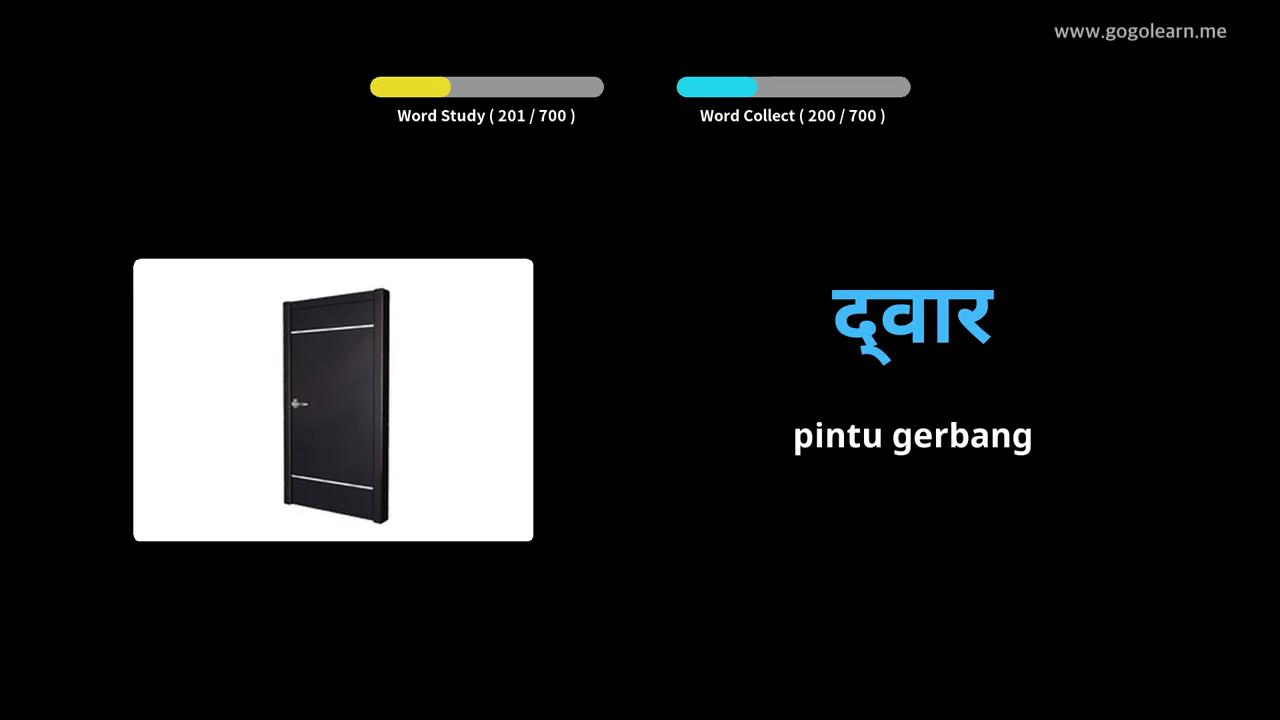 www.gogolearn.me
Word Study ( 201 / 700 )
Word Collect ( 200 / 700 )
द्वार
pintu gerbang